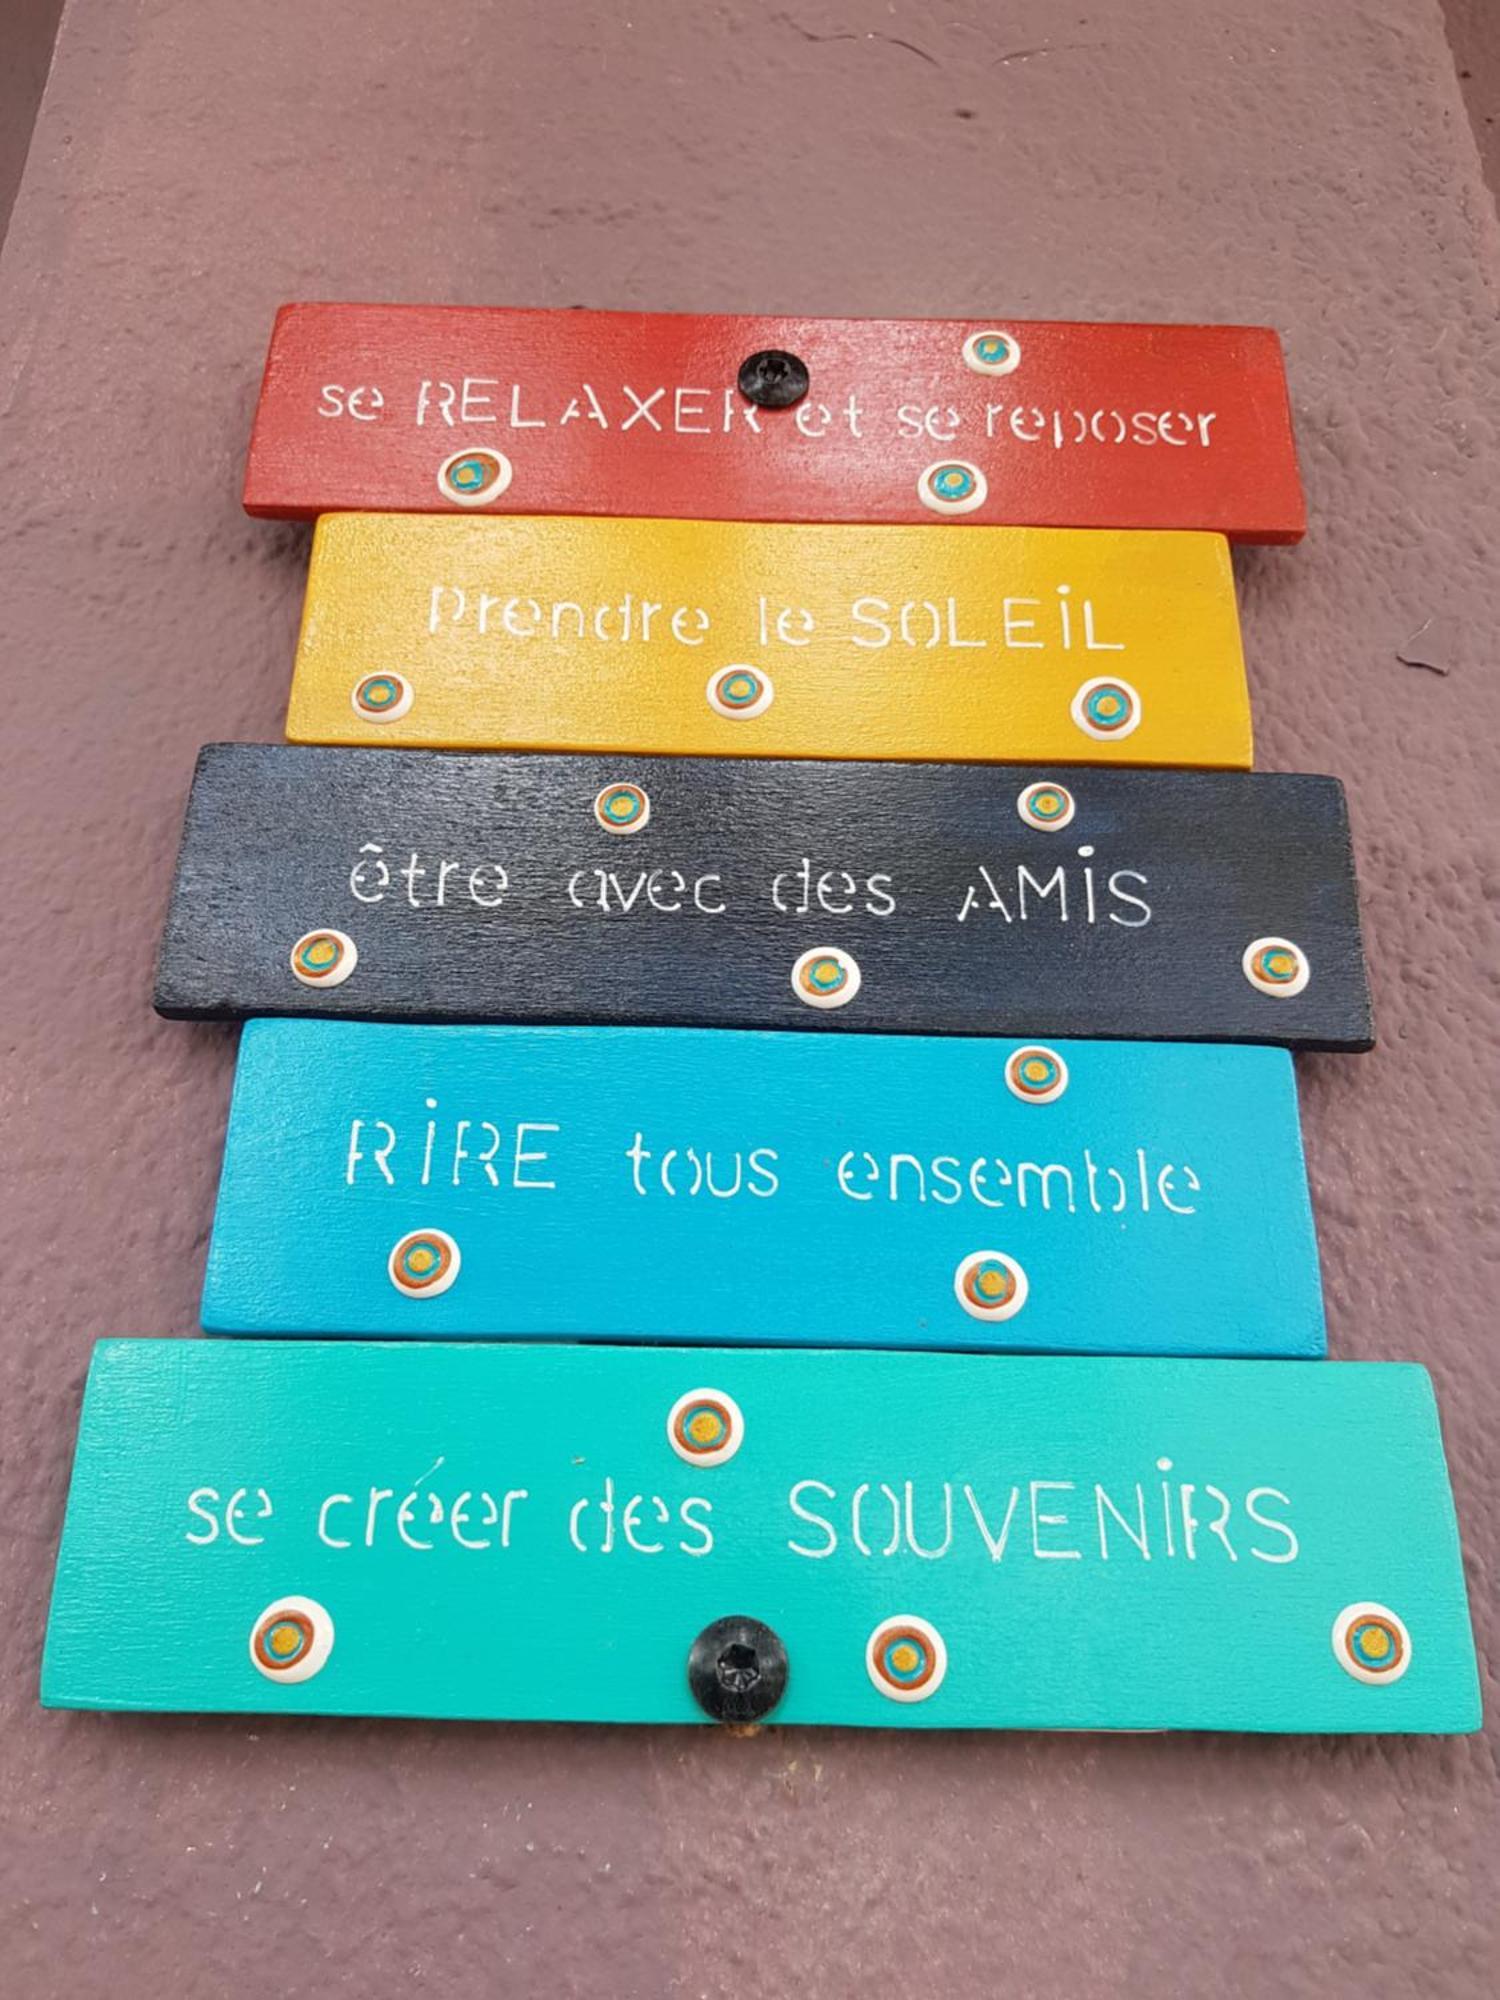 se RELAXER et se reposer
prendre le SOLEIL
être avec des AMIS
RIRE tous ensemble
se créer des SOUVENIRS